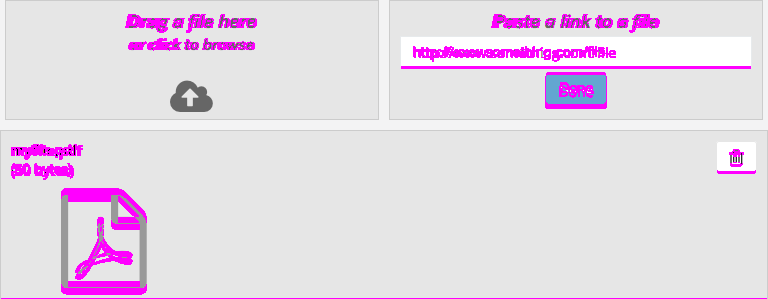 Drag a file here
or click to browse
Paste a link to a file
http://www.something.com/file
Done
myfile.pdf
(50 bytes)